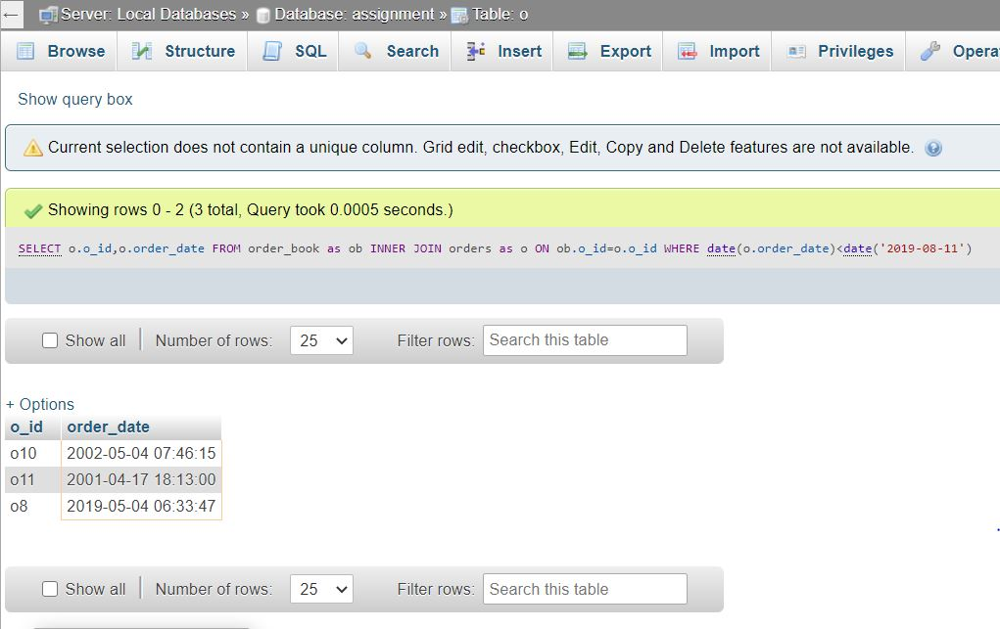 Server: Local Databases » Database: assignment » Table: o
Browse Structure SQL Search Insert Export Import Privileges Opera
Show query box
Current selection does not contain a unique column. Grid edit, checkbox, Edit, Copy and Delete features are not available.
Showing rows 0 - 2 (3 total, Query took 0.0005 seconds.)
SELECT o.o_id,o.order_date FROM order_book as ob INNER JOIN orders as o ON ob.o_id=o.o_id WHERE date(o.order_date)<date('2019-08-11')
Show all Number of rows: 25 Filter rows: Search this table
+ Options
o_id order_date
o10 2002-05-04 07:46:15
o11 2001-04-17 18:13:00
o8 2019-05-04 06:33:47
Show all Number of rows: 25 Filter rows: Search this table